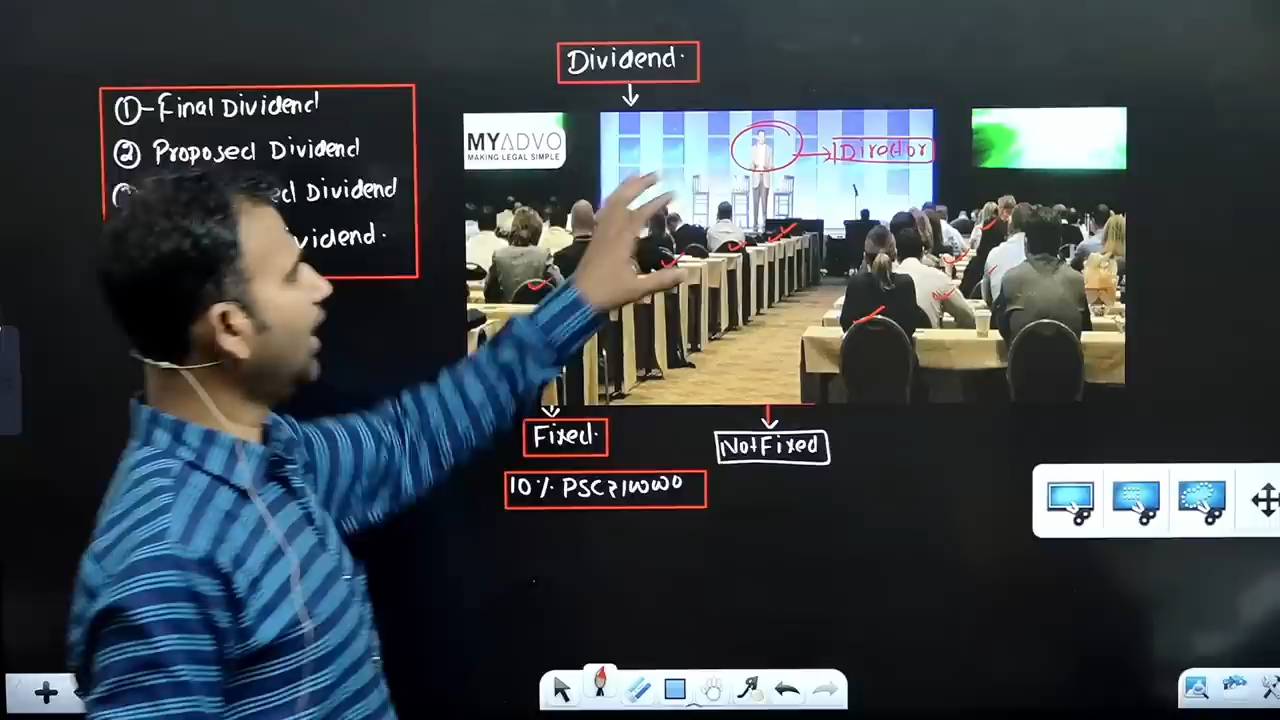 Dividend.
① - Final Dividend
② Proposed Dividend
ed Dividend
ividend.
MYADVO
MAKING LEGAL SIMPLE
Director
Fixed.
Not Fixed
10%. PSC